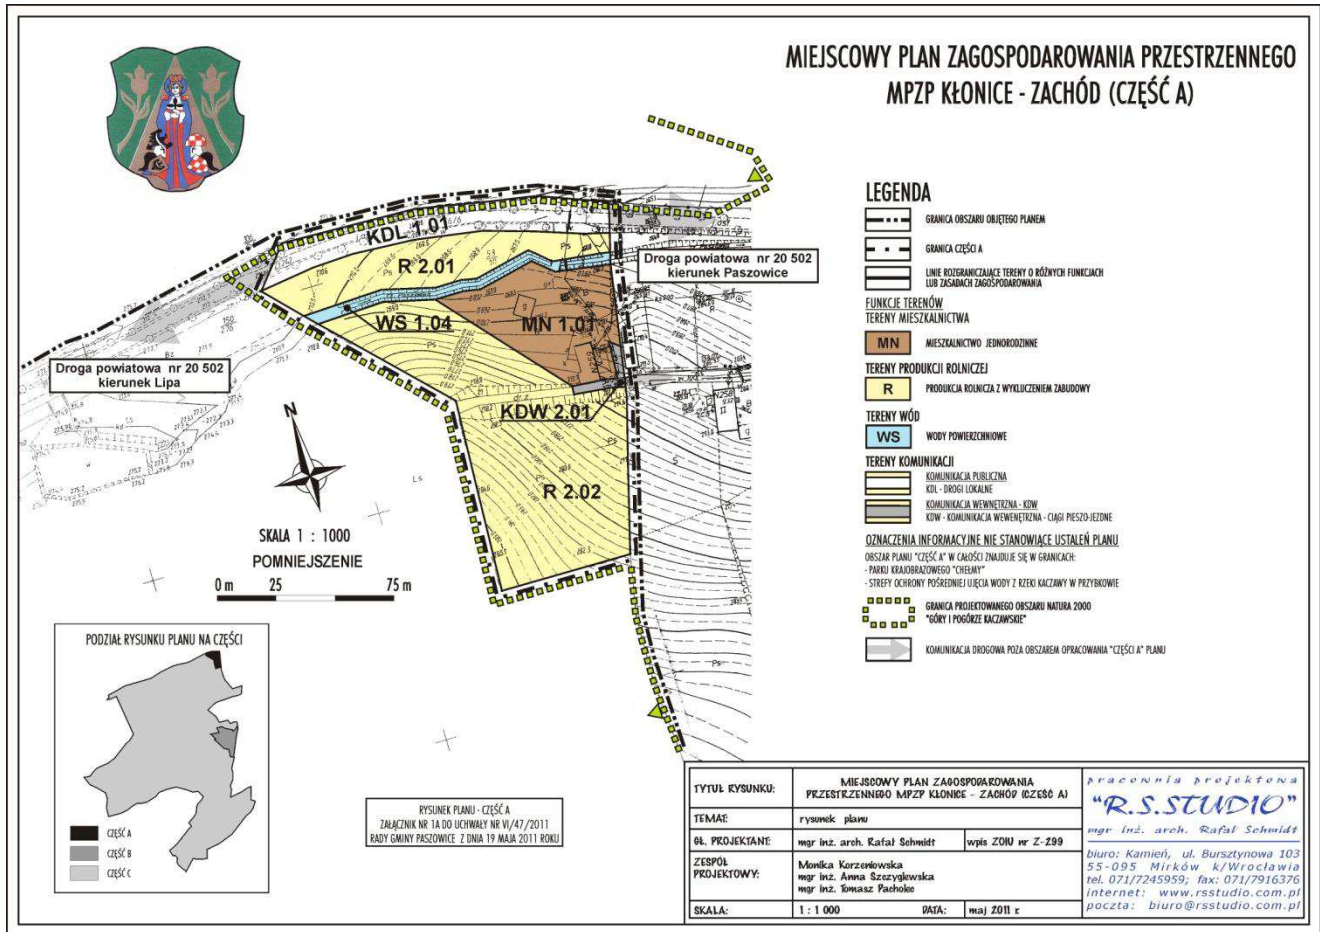 MIEJSCOWY PLAN ZAGOSPODAROWANIA PRZESTRZENNEGO
MPZP KŁONICE - ZACHÓD (CZĘŚĆ A)
KDL 1.01
R 2.01
WS 1.04
MN 1.01
KDW 2.01
R 2.02
Droga powiatowa nr 20 502
kierunek Paszowice
Droga powiatowa nr 20 502
kierunek Lipa
N
SKALA 1 : 1000
POMNIEJSZENIE
0 m 25 75 m
LEGENDA
GRANICA OBSZARU OBJĘTEGO PLANEM
GRANICA CZĘŚCI A
LINIE ROZGRANICZAJĄCE TERENY O RÓŻNYCH FUNKCJACH
LUB ZASADACH ZAGOSPODAROWANIA
FUNKCJE TERENÓW
TERENY MIESZKALNICTWA
MN MIESZKALNICTWO JEDNORODZINNE
TERENY PRODUKCJI ROLNICZEJ
R PRODUKCJA ROLNICZA Z WYKLUCZENIEM ZABUDOWY
TERENY WÓD
WS WODY POWIERZCHNIOWE
TERENY KOMUNIKACJI
KOMUNIKACJA PUBLICZNA
KDL - DROGI LOKALNE
KOMUNIKACJA WEWNĘTRZNA - KDW
KDW - KOMUNIKACJA WEWENĘTRZNA - CIĄGI PIESZO-JEZDNE
OZNACZENIA INFORMACYJNE NIE STANOWIĄCE USTALEŃ PLANU
OBSZAR PLANU "CZĘŚĆ A" W CAŁOŚCI ZNAJDUJE SIĘ W GRANICACH:
- PARKU KRAJOBRAZOWEGO "CHEŁMY"
- STREFY OCHRONY POŚREDNIEJ UJĘCIA WODY Z RZEKI KACZAWY W PRZYBKOWIE
GRANICA PROJEKTOWANEGO OBSZARU NATURA 2000
"GÓRY I POGÓRZE KACZAWSKIE"
KOMUNIKACJA DROGOWA POZA OBSZAREM OPRACOWANIA "CZĘŚCI A" PLANU
PODZIAŁ RYSUNKU PLANU NA CZĘŚCI
CZĘŚĆ A
CZĘŚĆ B
CZĘŚĆ C
RYSUNEK PLANU - CZĘŚĆ A
ZAŁĄCZNIK NR 1A DO UCHWAŁY NR VI/47/2011
RADY GMINY PASZOWICE Z DNIA 19 MAJA 2011 ROKU
TYTUŁ RYSUNKU: MIEJSCOWY PLAN ZAGOSPODAROWANIA
PRZESTRZENNEGO MPZP KŁONICE - ZACHÓD (CZĘŚĆ A)
TEMAT: rysunek planu
GŁ. PROJEKTANT: mgr inż. arch. Rafał Schmidt wpis ZOIU nr Z-299
ZESPÓŁ
PROJEKTOWY:
Monika Korzeniowska
mgr inż. Anna Szczyglewska
mgr inż. Tomasz Pacholec
SKALA: 1 : 1 000 DATA: maj 2011 r.
pracownia projektowa
"R.S.STUDIO"
mgr inż. arch. Rafał Schmidt
biuro: Kamień, ul. Bursztynowa 103
55-095 Mirków k/Wrocławia
tel. 071/7245959; fax: 071/7916376
internet: www.rsstudio.com.pl
poczta: biuro@rsstudio.com.pl